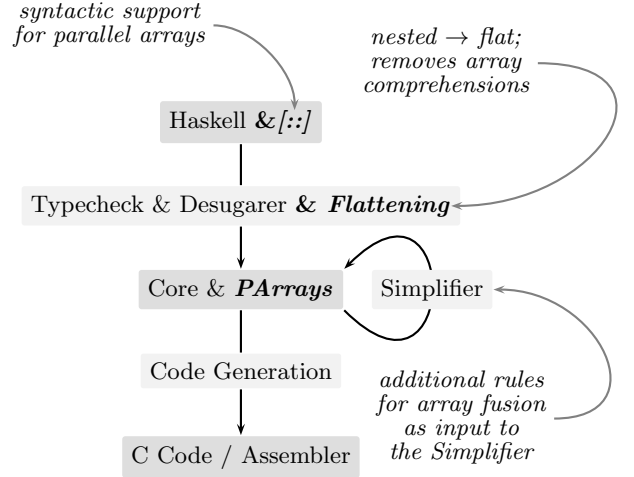 syntactic support
for parallel arrays
nested → flat;
removes array
comprehensions
Haskell &[::]
Typecheck & Desugarer & Flattening
Core & PArrays
Simplifier
Code Generation
additional rules
for array fusion
as input to
the Simplifier
C Code / Assembler